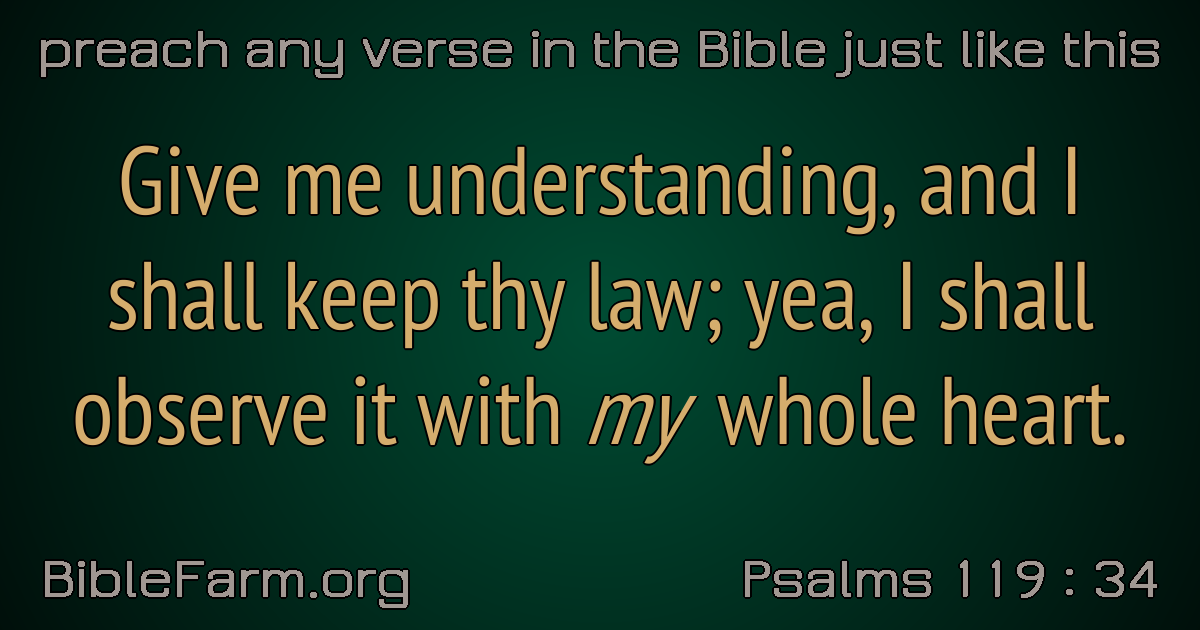 preach any verse in the Bible just like this
Give me understanding, and I
shall keep thy law; yea, I shall
observe it with my whole heart.
BibleFarm.org
Psalms 119 : 34